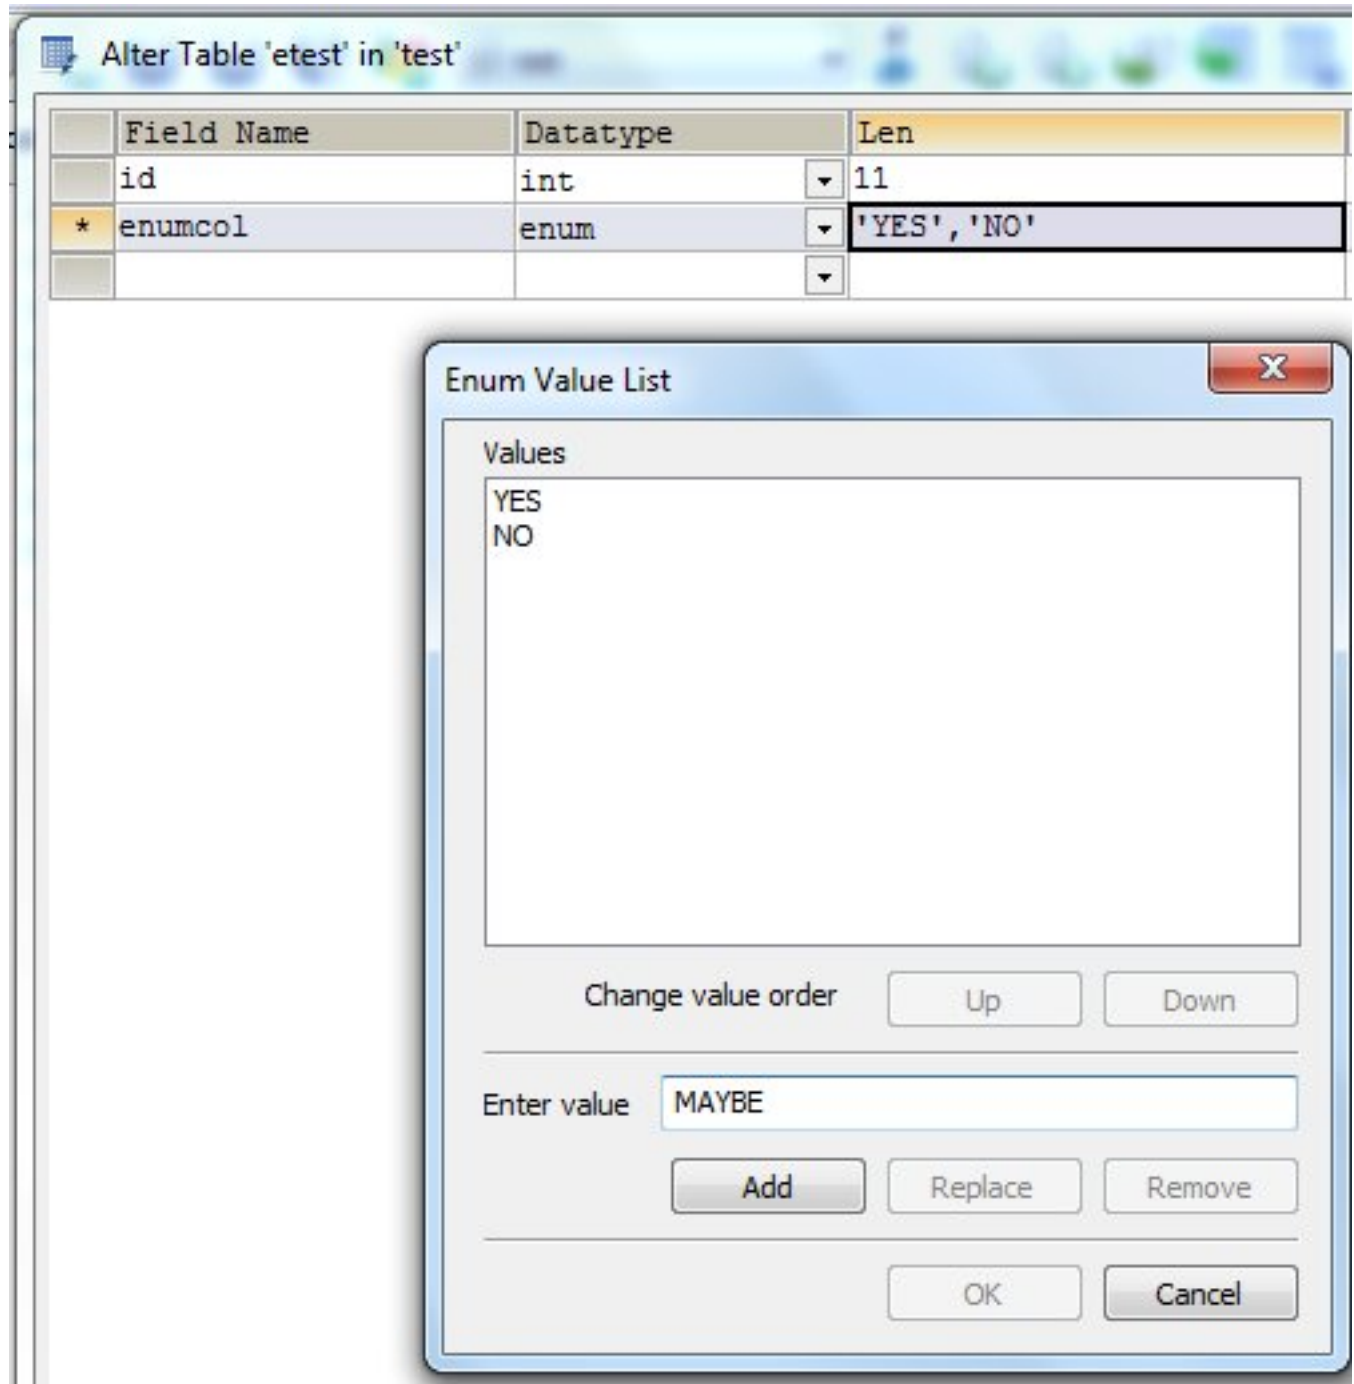 Alter Table 'etest' in 'test'
Field Name Datatype Len
id int 11
* enumcol enum 'YES','NO'
Enum Value List
Values
YES
NO
Change value order Up Down
Enter value MAYBE
Add Replace Remove
OK Cancel